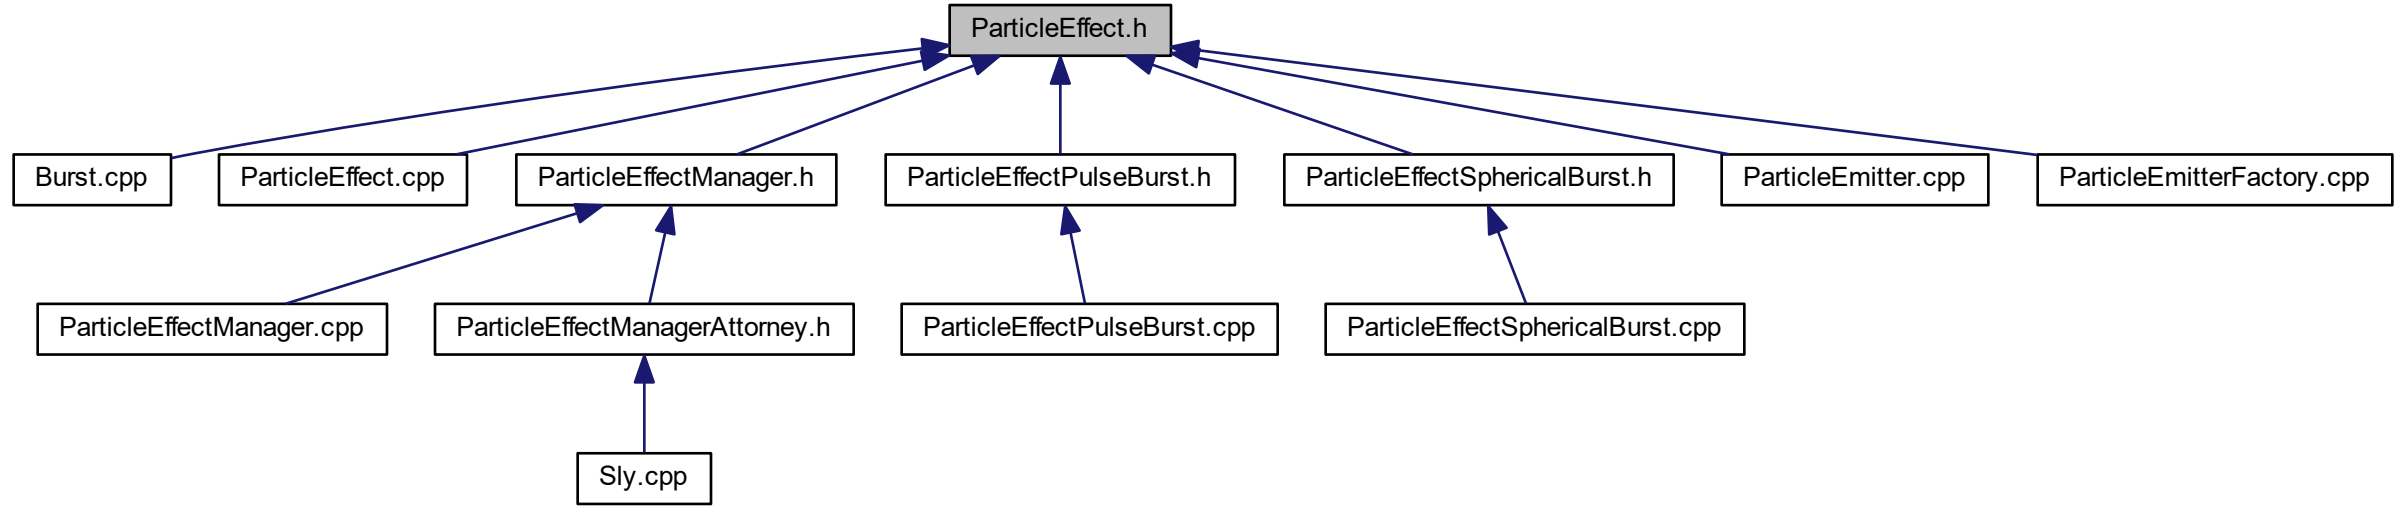 ParticleEffect.h
Burst.cpp
ParticleEffect.cpp
ParticleEffectManager.h
ParticleEffectPulseBurst.h
ParticleEffectSphericalBurst.h
ParticleEmitter.cpp
ParticleEmitterFactory.cpp
ParticleEffectManager.cpp
ParticleEffectManagerAttorney.h
ParticleEffectPulseBurst.cpp
ParticleEffectSphericalBurst.cpp
Sly.cpp